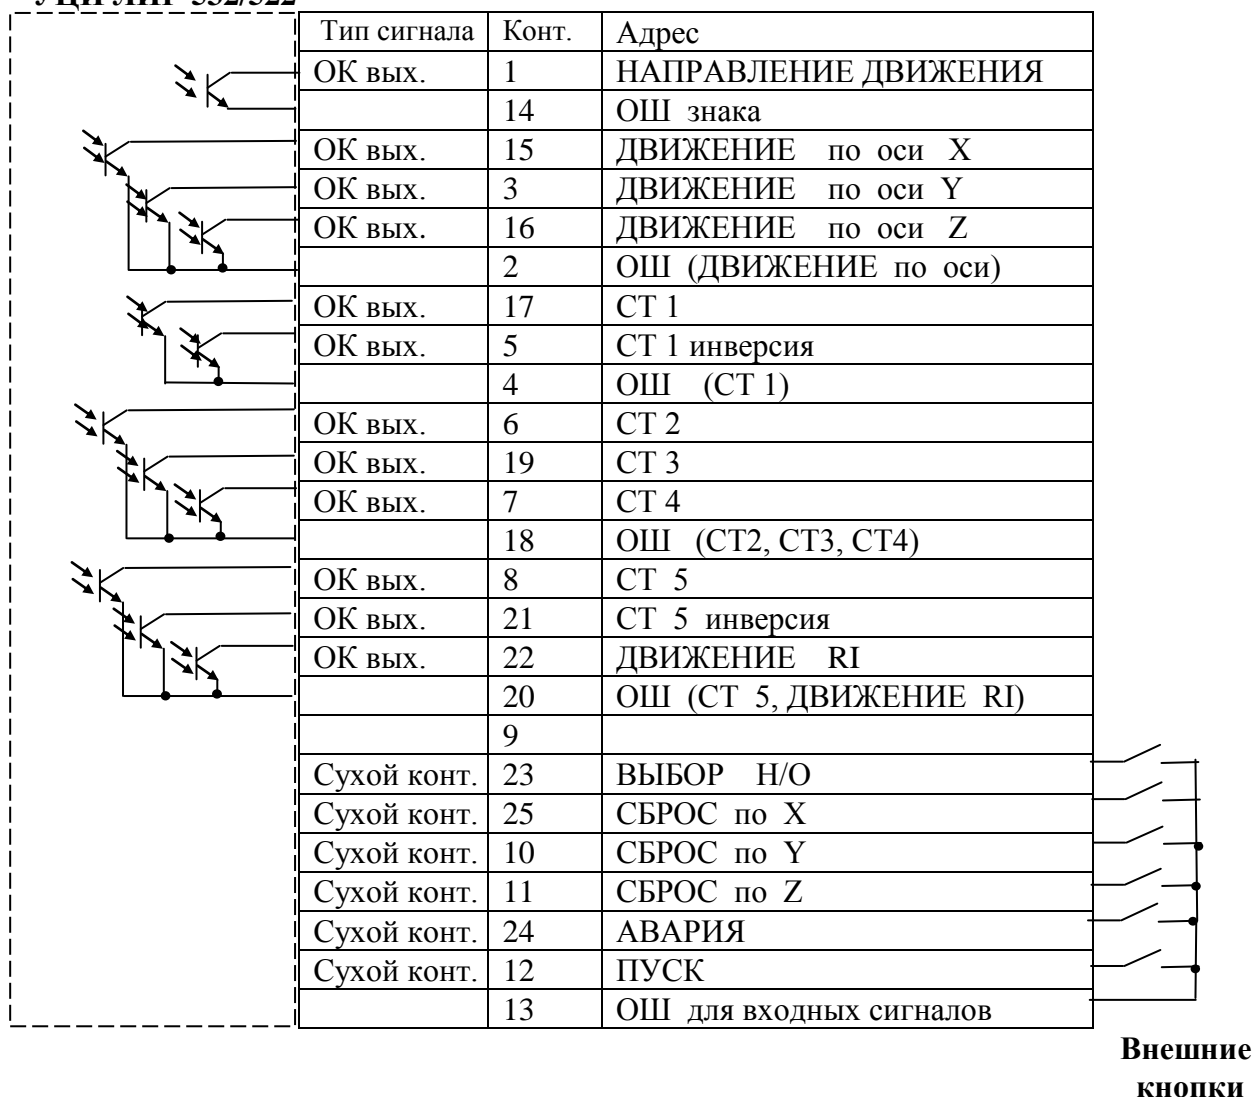 УЦИ ЛИР 532/522
Тип сигнала Конт. Адрес
ОК вых. 1 НАПРАВЛЕНИЕ ДВИЖЕНИЯ
14 ОШ знака
ОК вых. 15 ДВИЖЕНИЕ по оси X
ОК вых. 3 ДВИЖЕНИЕ по оси Y
ОК вых. 16 ДВИЖЕНИЕ по оси Z
2 ОШ (ДВИЖЕНИЕ по оси)
ОК вых. 17 СТ 1
ОК вых. 5 СТ 1 инверсия
4 ОШ (СТ 1)
ОК вых. 6 СТ 2
ОК вых. 19 СТ 3
ОК вых. 7 СТ 4
18 ОШ (СТ2, СТ3, СТ4)
ОК вых. 8 СТ 5
ОК вых. 21 СТ 5 инверсия
ОК вых. 22 ДВИЖЕНИЕ RI
20 ОШ (СТ 5, ДВИЖЕНИЕ RI)
9
Сухой конт. 23 ВЫБОР Н/О
Сухой конт. 25 СБРОС по X
Сухой конт. 10 СБРОС по Y
Сухой конт. 11 СБРОС по Z
Сухой конт. 24 АВАРИЯ
Сухой конт. 12 ПУСК
13 ОШ для входных сигналов
Внешние
кнопки